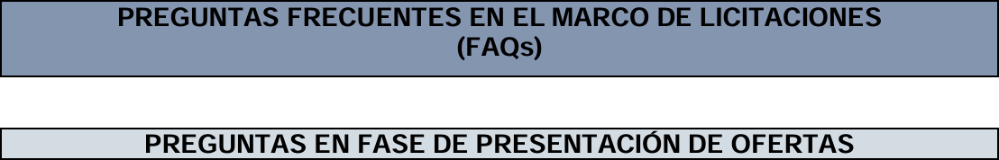 PREGUNTAS FRECUENTES EN EL MARCO DE LICITACIONES
(FAQs)
PREGUNTAS EN FASE DE PRESENTACIÓN DE OFERTAS